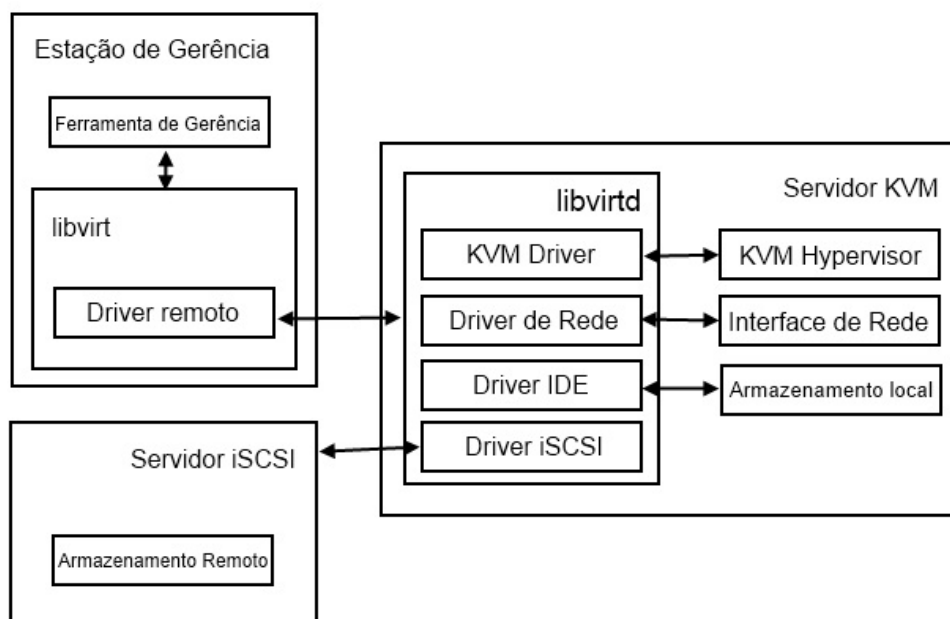 Estação de Gerência
Ferramenta de Gerência
libvirt
Driver remoto
Servidor KVM
libvirtd
KVM Driver
KVM Hypervisor
Driver de Rede
Interface de Rede
Driver IDE
Armazenamento local
Driver iSCSI
Servidor iSCSI
Armazenamento Remoto